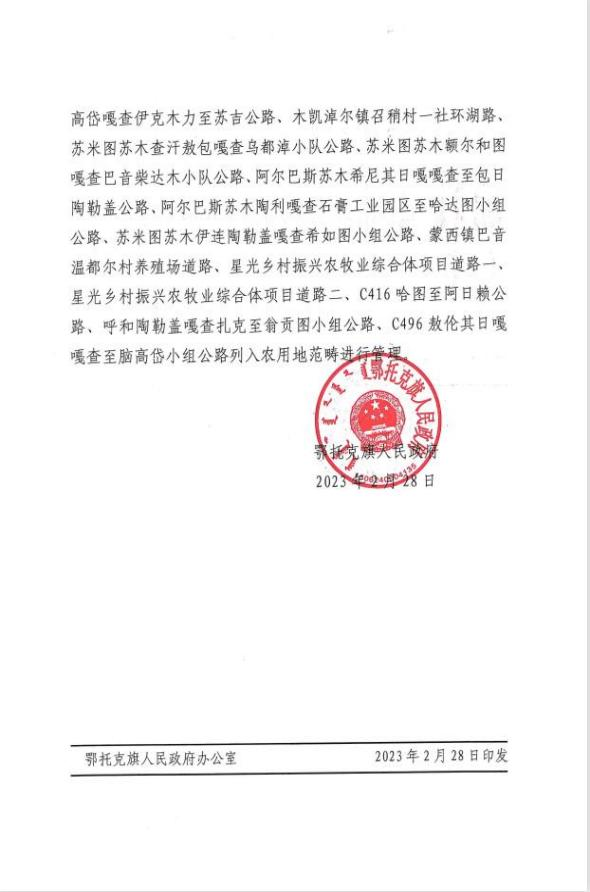 高岱嘎查伊克木力至苏吉公路、木凯淖尔镇召稍村一社环湖路、
苏米图苏木查汗敖包嘎查乌都淖小队公路、苏米图苏木额尔和图
嘎查巴音柴达木小队公路、阿尔巴斯苏木希尼其日嘎嘎查至包日
陶勒盖公路、阿尔巴斯苏木陶利嘎查石膏工业园区至哈达图小组
公路、苏米图苏木伊连陶勒盖嘎查希如图小组公路、蒙西镇巴音
温都尔村养殖场道路、星光乡村振兴农牧业综合体项目道路一、
星光乡村振兴农牧业综合体项目道路二、C416 哈图至阿日赖公
路、呼和陶勒盖嘎查扎克至翁贡图小组公路、C496 敖伦其日嘎
嘎查至脑高岱小组公路列入农用地范畴进行管理。
鄂托克旗人民政府
鄂托克旗人民政府
2023 年 2 月 28 日
鄂托克旗人民政府办公室 2023 年 2 月 28 日印发